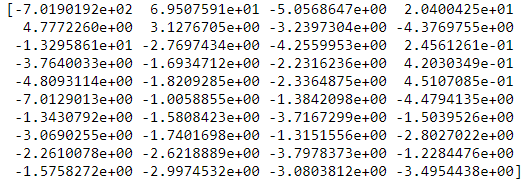 [-7.0190192e+02 6.9507591e+01 -5.0568647e+00 2.0400425e+01
4.7772260e+00 3.1276705e+00 -3.2397304e+00 -4.3769755e+00
-1.3295861e+01 -2.7697434e+00 -4.2559953e+00 2.4561261e-01
-3.7640033e+00 -1.6934712e+00 -2.2316236e+00 4.2030349e-01
-4.8093114e+00 -1.8209285e+00 -2.3364875e+00 4.5107085e-01
-7.0129013e+00 -1.0058855e+00 -1.3842098e+00 -4.4794135e+00
-1.3430792e+00 -1.5808423e+00 -3.7167299e+00 -1.5039526e+00
-3.0690255e+00 -1.7401698e+00 -1.3151556e+00 -2.8027022e+00
-2.2610078e+00 -2.6218889e+00 -3.7978373e+00 -1.2284476e+00
-1.5758272e+00 -2.9974532e+00 -3.0803812e+00 -3.4954438e+00]